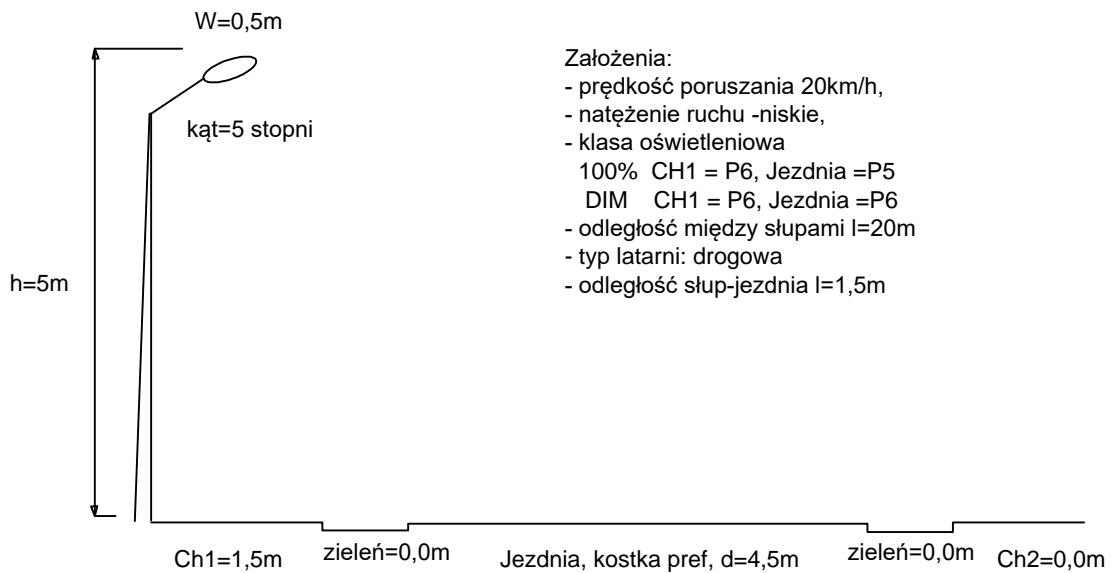 W=0,5m
kąt=5 stopni
h=5m
Założenia:
- prędkość poruszania 20km/h,
- natężenie ruchu -niskie,
- klasa oświetleniowa
100% CH1 = P6, Jezdnia =P5
DIM CH1 = P6, Jezdnia =P6
- odległość między słupami l=20m
- typ latarni: drogowa
- odległość słup-jezdnia l=1,5m
Ch1=1,5m
zieleń=0,0m
Jezdnia, kostka pref, d=4,5m
zieleń=0,0m
Ch2=0,0m